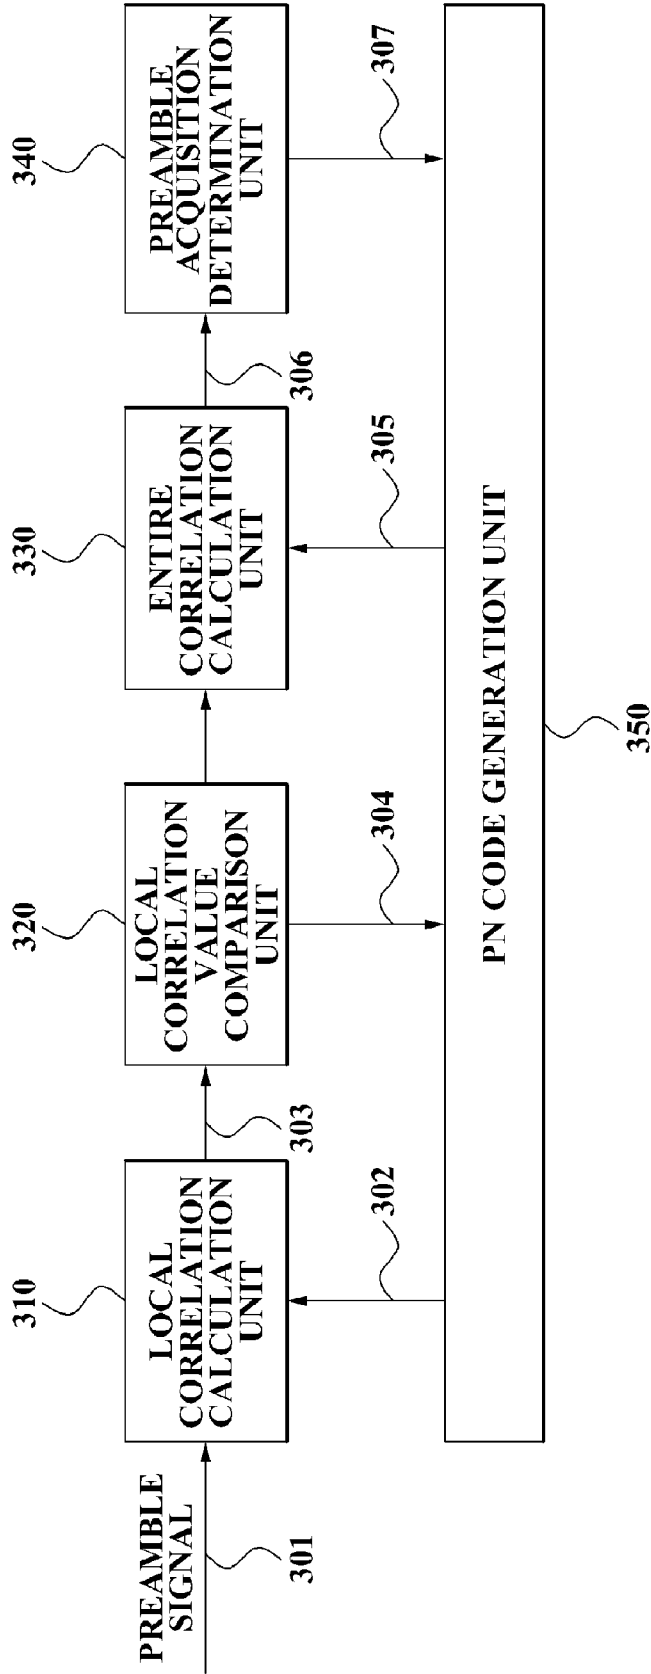 310
320
330
340
PREAMBLE
SIGNAL
301
LOCAL
CORRELATION
CALCULATION
UNIT
303
LOCAL
CORRELATION
VALUE
COMPARISON
UNIT
ENTIRE
CORRELATION
CALCULATION
UNIT
306
PREAMBLE
ACQUISITION
DETERMINATION
UNIT
302
304
305
307
PN CODE GENERATION UNIT
350